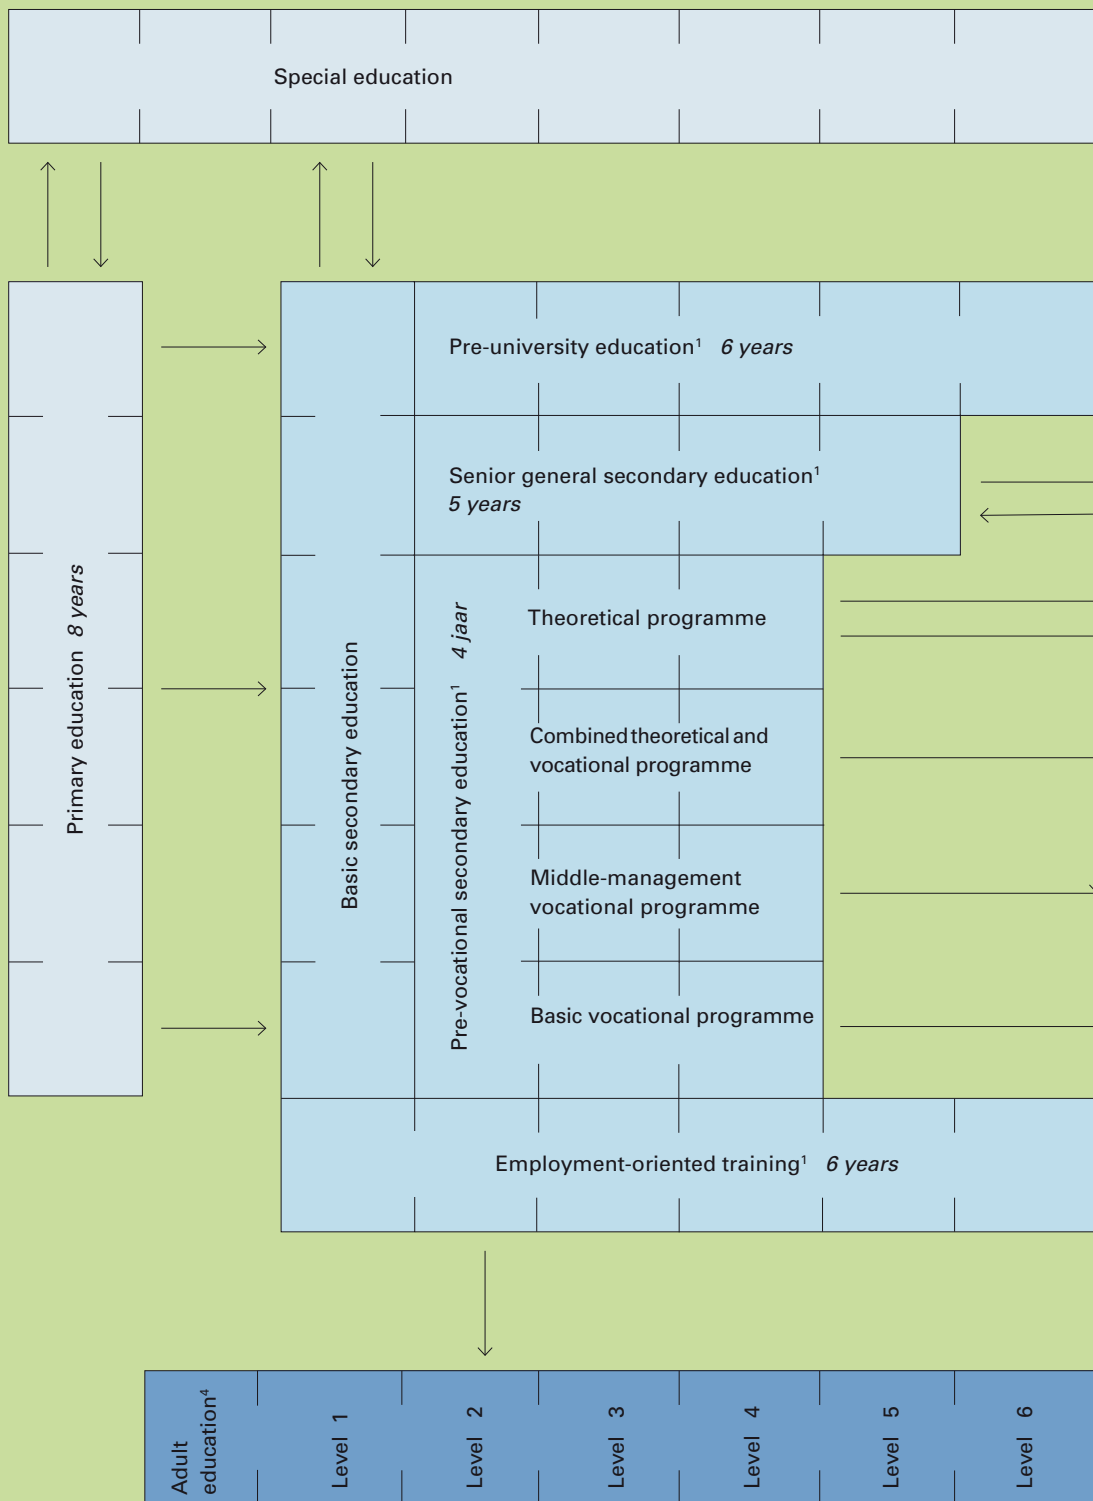 Special education
Pre-university education¹ 6 years
Senior general secondary education¹
5 years
Primary education 8 years
Basic secondary education
Pre-vocational secondary education¹ 4 jaar
Theoretical programme
Combined theoretical and
vocational programme
Middle-management
vocational programme
Basic vocational programme
Employment-oriented training¹ 6 years
Adult
education⁴
Level 1
Level 2
Level 3
Level 4
Level 5
Level 6